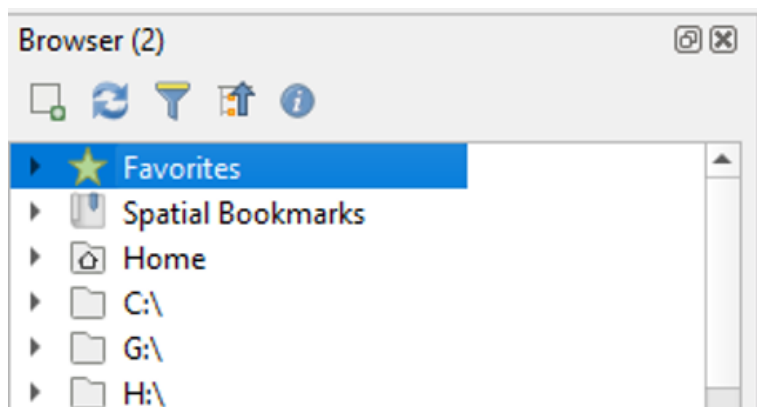 Browser (2)
Favorites
Spatial Bookmarks
Home
C:\
G:\
H:\